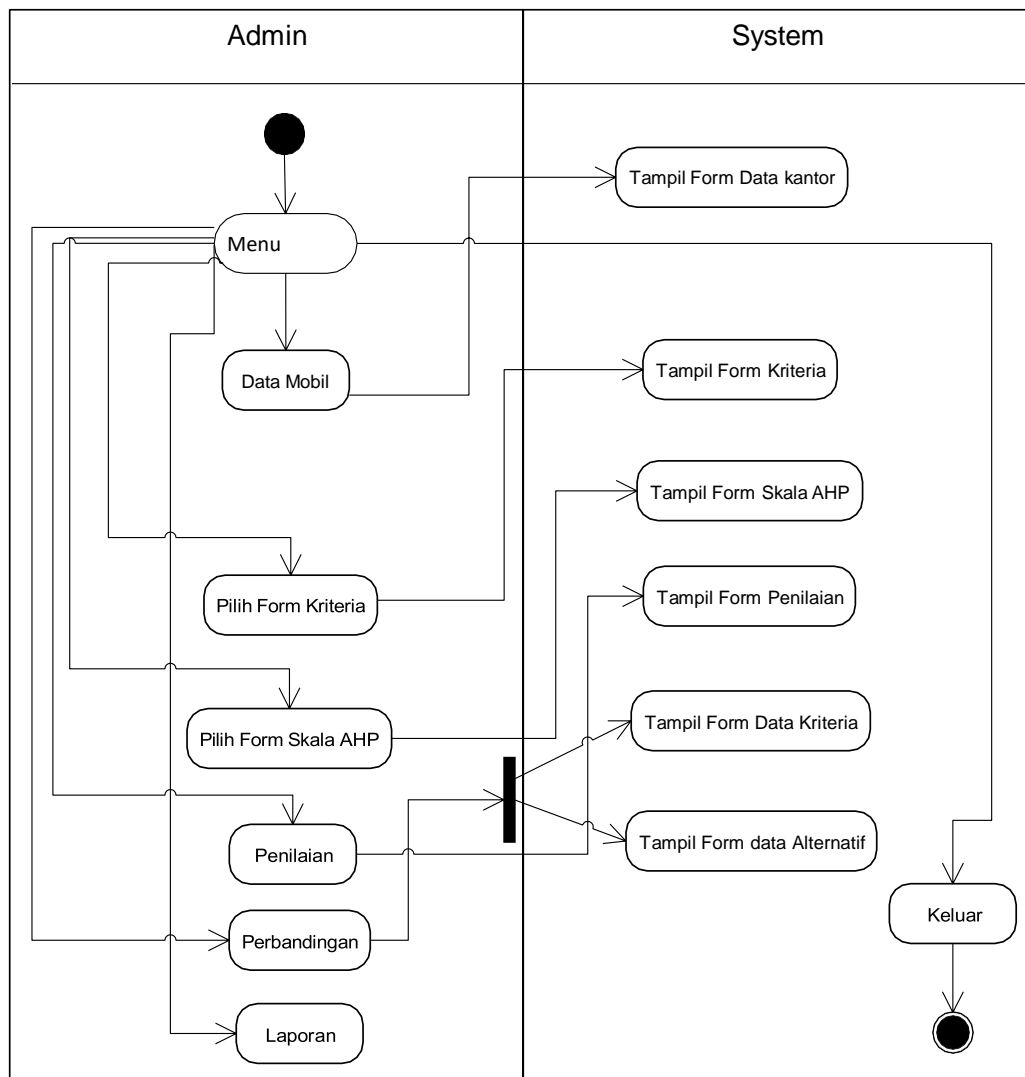 Admin
System
Tampil Form Data kantor
Menu
Data Mobil
Tampil Form Kriteria
Tampil Form Skala AHP
Pilih Form Kriteria
Tampil Form Penilaian
Pilih Form Skala AHP
Tampil Form Data Kriteria
Penilaian
Tampil Form data Alternatif
Keluar
Perbandingan
Laporan